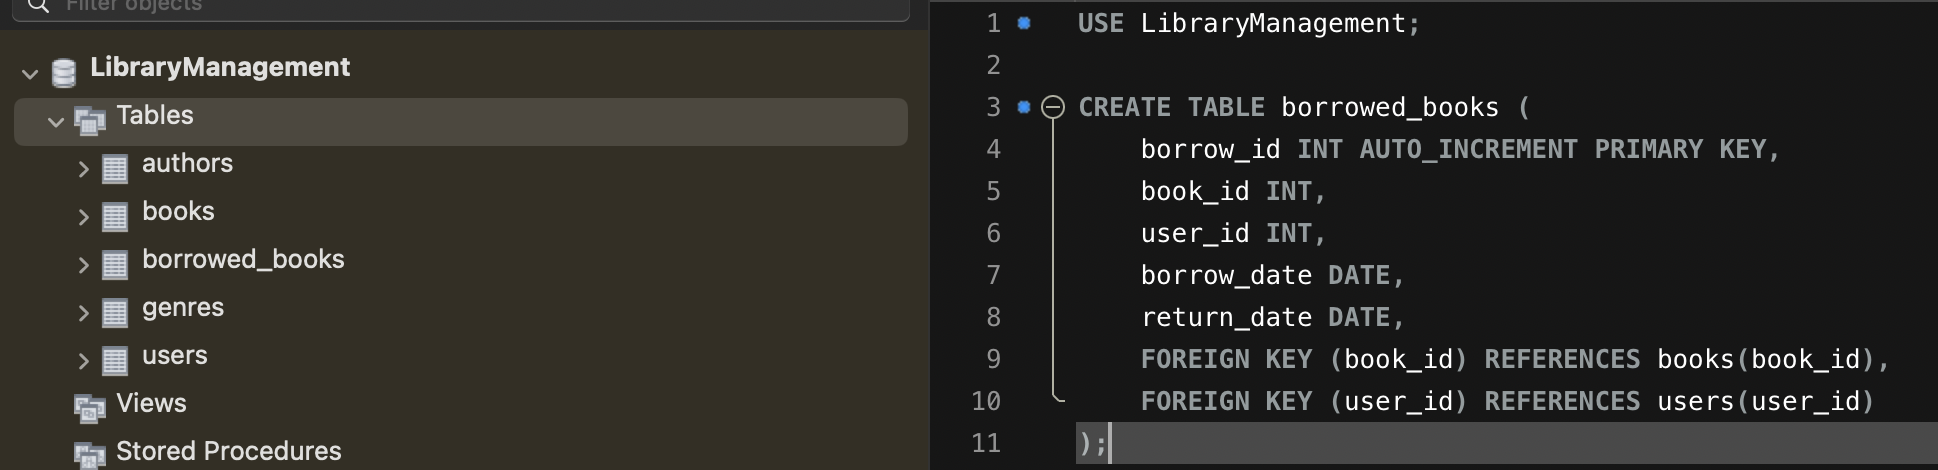 Filter objects
LibraryManagement
Tables
authors
books
borrowed_books
genres
users
Views
Stored Procedures
1 USE LibraryManagement;
2
3 CREATE TABLE borrowed_books (
4 borrow_id INT AUTO_INCREMENT PRIMARY KEY,
5 book_id INT,
6 user_id INT,
7 borrow_date DATE,
8 return_date DATE,
9 FOREIGN KEY (book_id) REFERENCES books(book_id),
10 FOREIGN KEY (user_id) REFERENCES users(user_id)
11 );